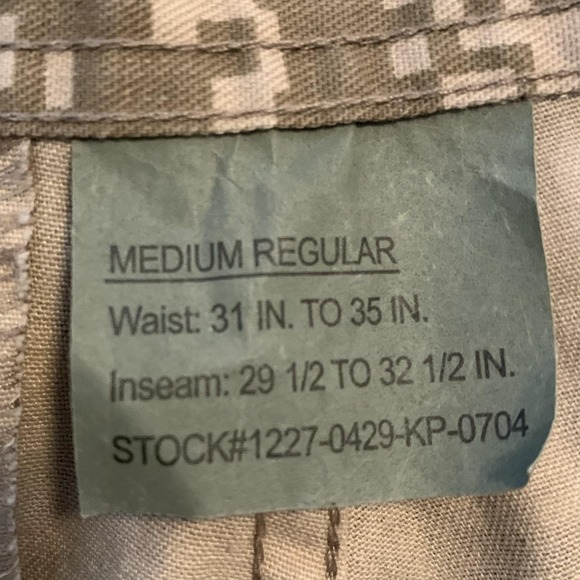 MEDIUM REGULAR
Waist: 31 IN. TO 35 IN.
Inseam: 29 1/2 TO 32 1/2 IN.
STOCK#1227-0429-KP-0704